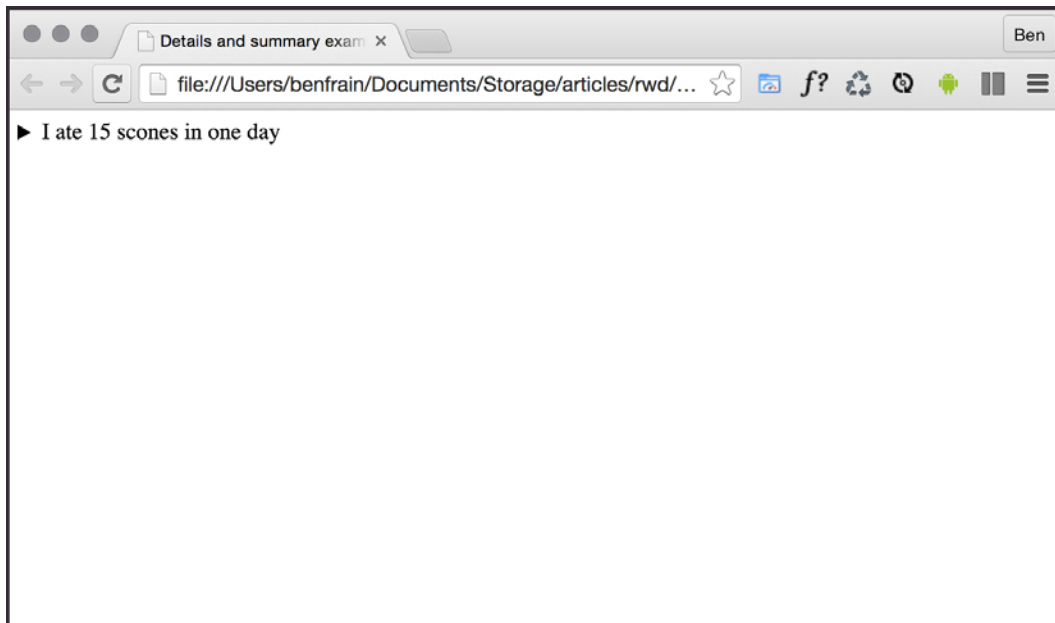 Details and summary exam
Ben
file:///Users/benfrain/Documents/Storage/articles/rwd/...
f?
I ate 15 scones in one day